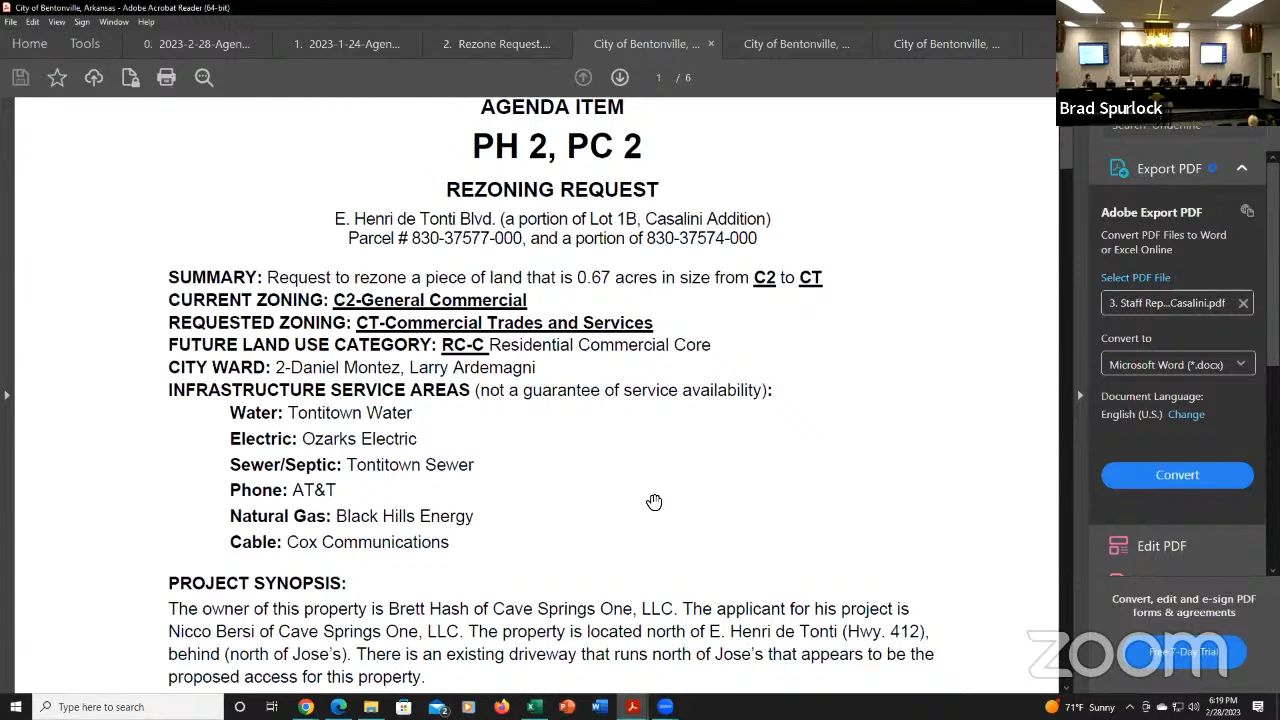 City of Bentonville, Arkansas - Adobe Acrobat Reader (64-bit)
File Edit View Sign Window Help
Home Tools 0. 2023-2-28-Agen... 1. 2023-1-24-Agen... 2. Rezone Request.... City of Bentonville, ... × City of Bentonville, ... City of Bentonville, ...
1 / 6
Brad Spurlock
AGENDA ITEM
PH 2, PC 2
REZONING REQUEST
E. Henri de Tonti Blvd. (a portion of Lot 1B, Casalini Addition)
Parcel # 830-37577-000, and a portion of 830-37574-000
SUMMARY: Request to rezone a piece of land that is 0.67 acres in size from C2 to CT
CURRENT ZONING: C2-General Commercial
REQUESTED ZONING: CT-Commercial Trades and Services
FUTURE LAND USE CATEGORY: RC-C Residential Commercial Core
CITY WARD: 2-Daniel Montez, Larry Ardemagni
INFRASTRUCTURE SERVICE AREAS (not a guarantee of service availability):
Water: Tontitown Water
Electric: Ozarks Electric
Sewer/Septic: Tontitown Sewer
Phone: AT&T
Natural Gas: Black Hills Energy
Cable: Cox Communications
PROJECT SYNOPSIS:
The owner of this property is Brett Hash of Cave Springs One, LLC. The applicant for his project is
Nicco Bersi of Cave Springs One, LLC. The property is located north of E. Henri de Tonti (Hwy. 412),
behind (north of Jose's). There is an existing driveway that runs north of Jose's that appears to be the
proposed access for this property.
Search "Underline"
Export PDF
Adobe Export PDF
Convert PDF Files to Word
or Excel Online
Select PDF File
3. Staff Rep...Casalini.pdf
Convert to
Microsoft Word (*.docx)
Document Language:
English (U.S.) Change
Convert
Edit PDF
Convert, edit and e-sign PDF
forms & agreements
Free 7-Day Trial
zoom
Type here to search
71°F Sunny
6:19 PM
2/28/2023